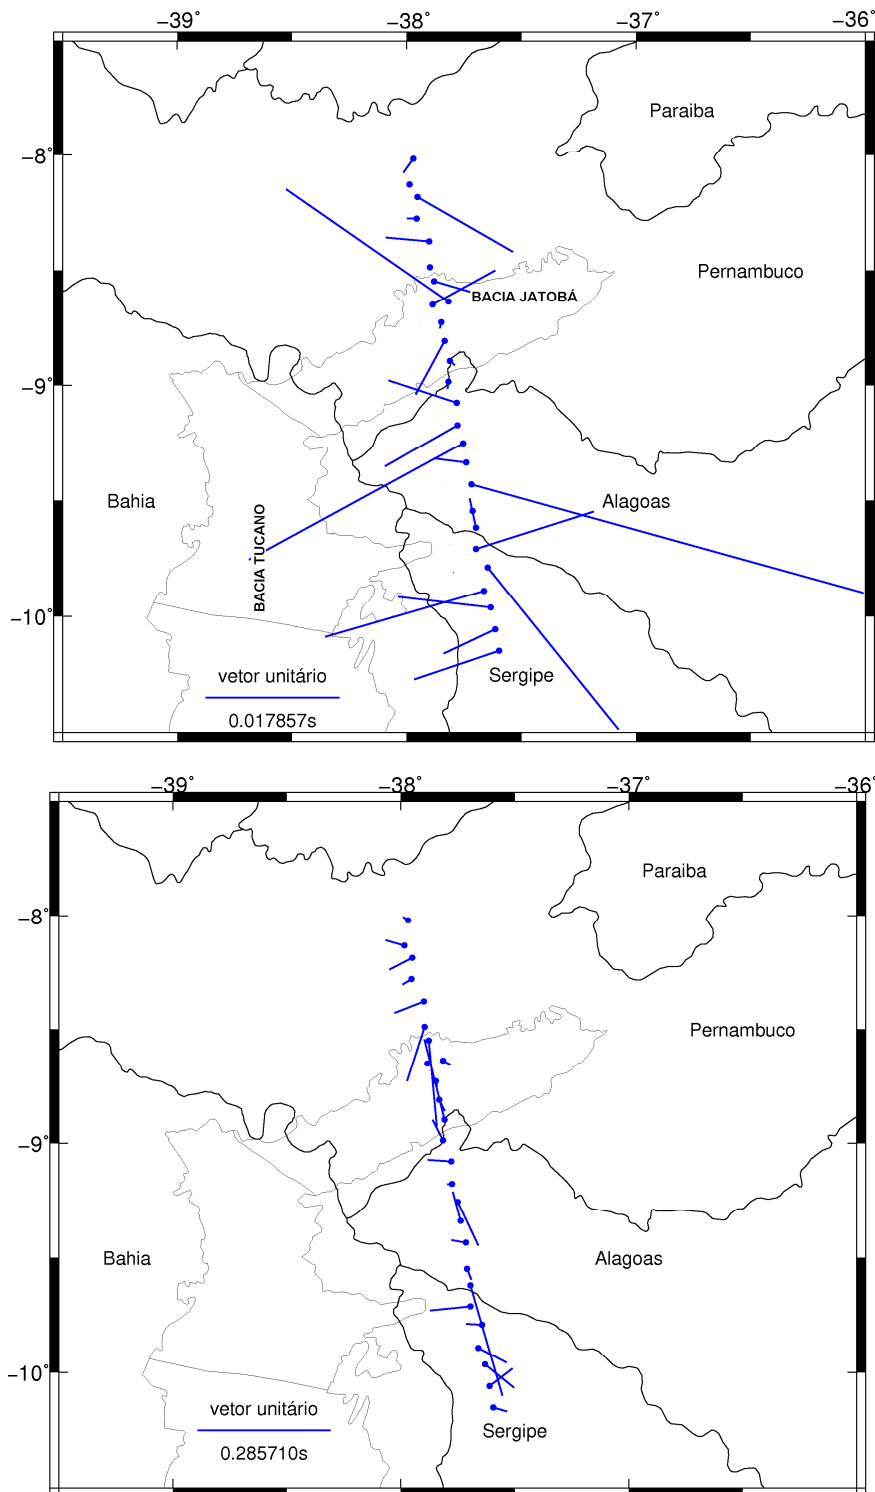 −39˚ −38˚ −37˚ −36˚
Paraiba
−8˚
Pernambuco
BACIA JATOBÁ
−9˚
Bahia
Alagoas
BACIA TUCANO
−10˚
vetor unitário
Sergipe
0.017857s
−39˚ −38˚ −37˚ −36˚
Paraiba
−8˚
Pernambuco
−9˚
Bahia
Alagoas
−10˚
vetor unitário
Sergipe
0.285710s